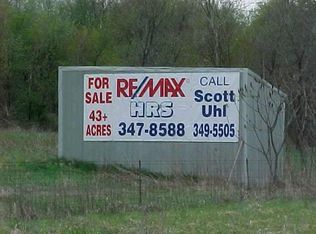 FOR
SALE
43+
ACRES
RE/MAX
HRS
347-8588
CALL
Scott
Uhl
349-5505